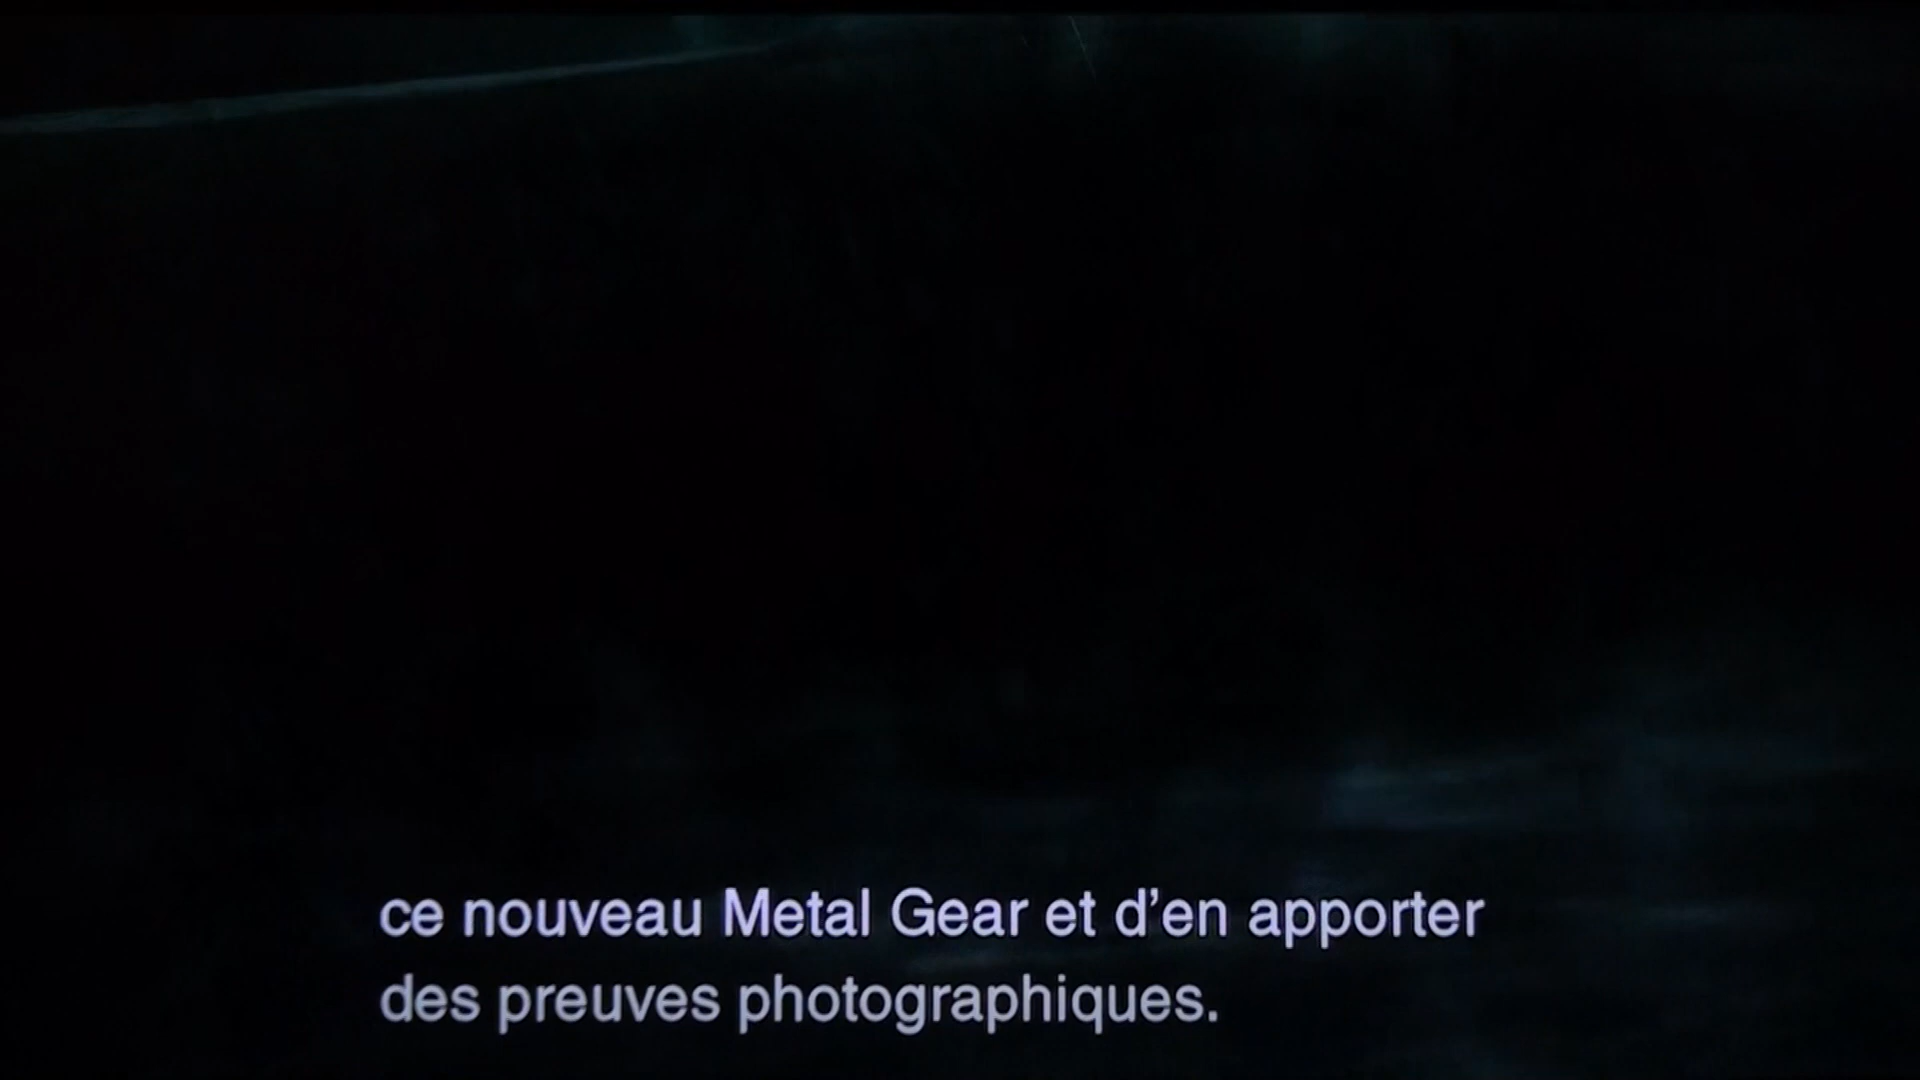 ce nouveau Metal Gear et d’en apporter
des preuves photographiques.